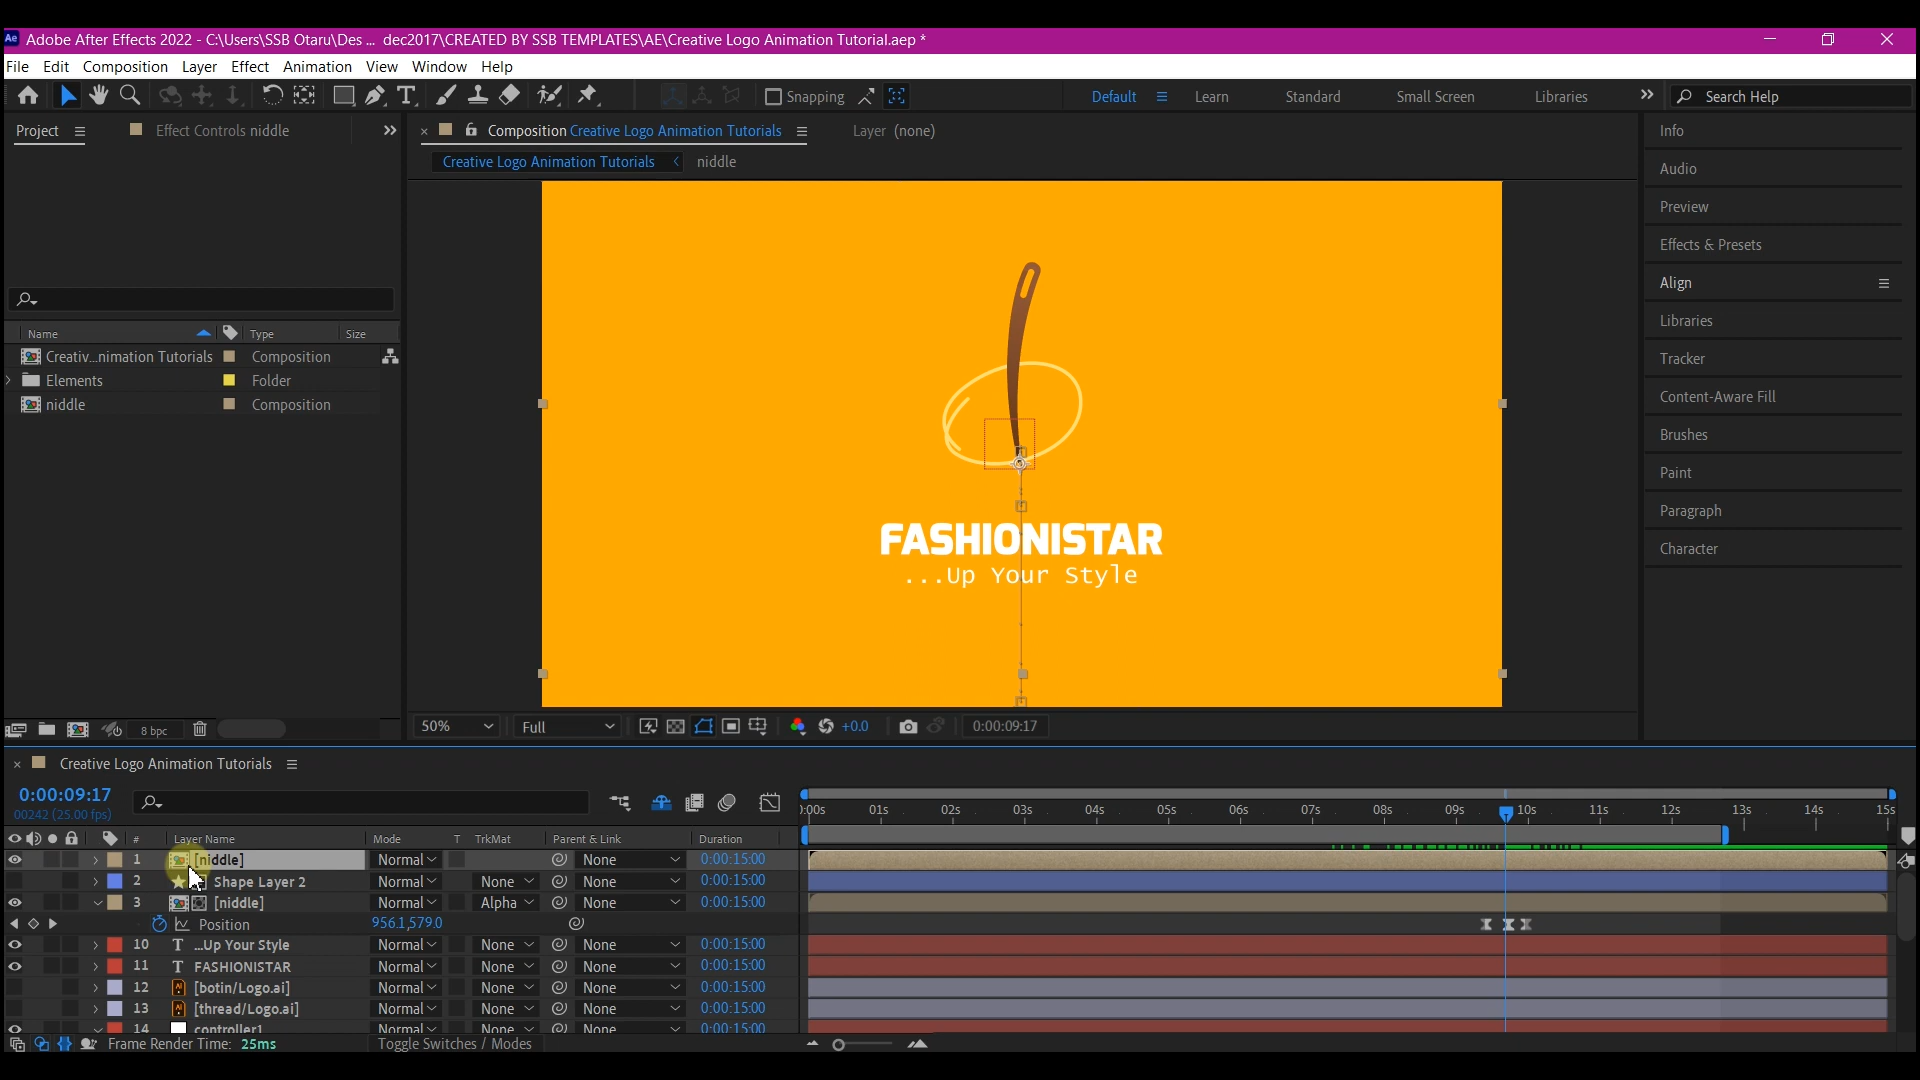 Ae Adobe After Effects 2022 - C:\Users\SSB Otaru\Des ... dec2017\CREATED BY SSB TEMPLATES\AE\Creative Logo Animation Tutorial.aep *
File Edit Composition Layer Effect Animation View Window Help
T Snapping Default Learn Standard Small Screen Libraries Search Help
Project Effect Controls niddle Composition Creative Logo Animation Tutorials Layer (none) Info
Creative Logo Animation Tutorials niddle
Audio
Preview
Effects & Presets
Align
Libraries
Tracker
Content-Aware Fill
Brushes
Paint
Paragraph
Character
Name Type Size
Creativ...nimation Tutorials Composition
Elements Folder
niddle Composition
FASHIONISTAR
...Up Your Style
8 bpc 50% Full +0.0 0:00:09:17
Creative Logo Animation Tutorials
0:00:09:17
00242 (25.00 fps)
):00s 01s 02s 03s 04s 05s 06s 07s 08s 09s 10s 11s 12s 13s 14s 15s
# Layer Name Mode T TrkMat Parent & Link Duration
1 [niddle] Normal None 0:00:15:00
2 Shape Layer 2 Normal None None 0:00:15:00
3 [niddle] Normal Alpha None 0:00:15:00
Position 956.1,579.0
10 T ...Up Your Style Normal None None 0:00:15:00
11 T FASHIONISTAR Normal None None 0:00:15:00
12 [botin/Logo.ai] Normal None None 0:00:15:00
13 [thread/Logo.ai] Normal None None 0:00:15:00
14 controller1 Normal None None 0:00:15:00
Frame Render Time: 25ms Toggle Switches / Modes